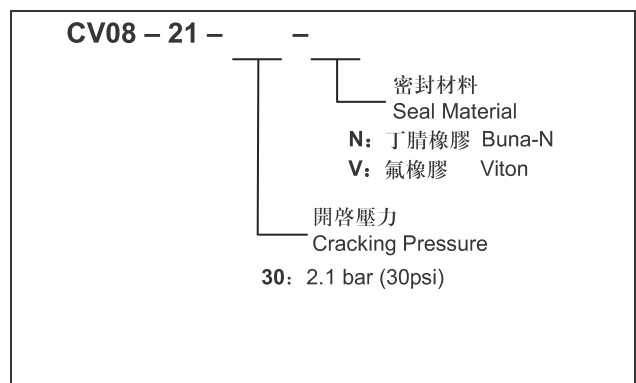 CV08 – 21 – –
密封材料
Seal Material
N：丁腈橡膠 Buna-N
V：氟橡膠 Viton
開啓壓力
Cracking Pressure
30：2.1 bar (30psi)